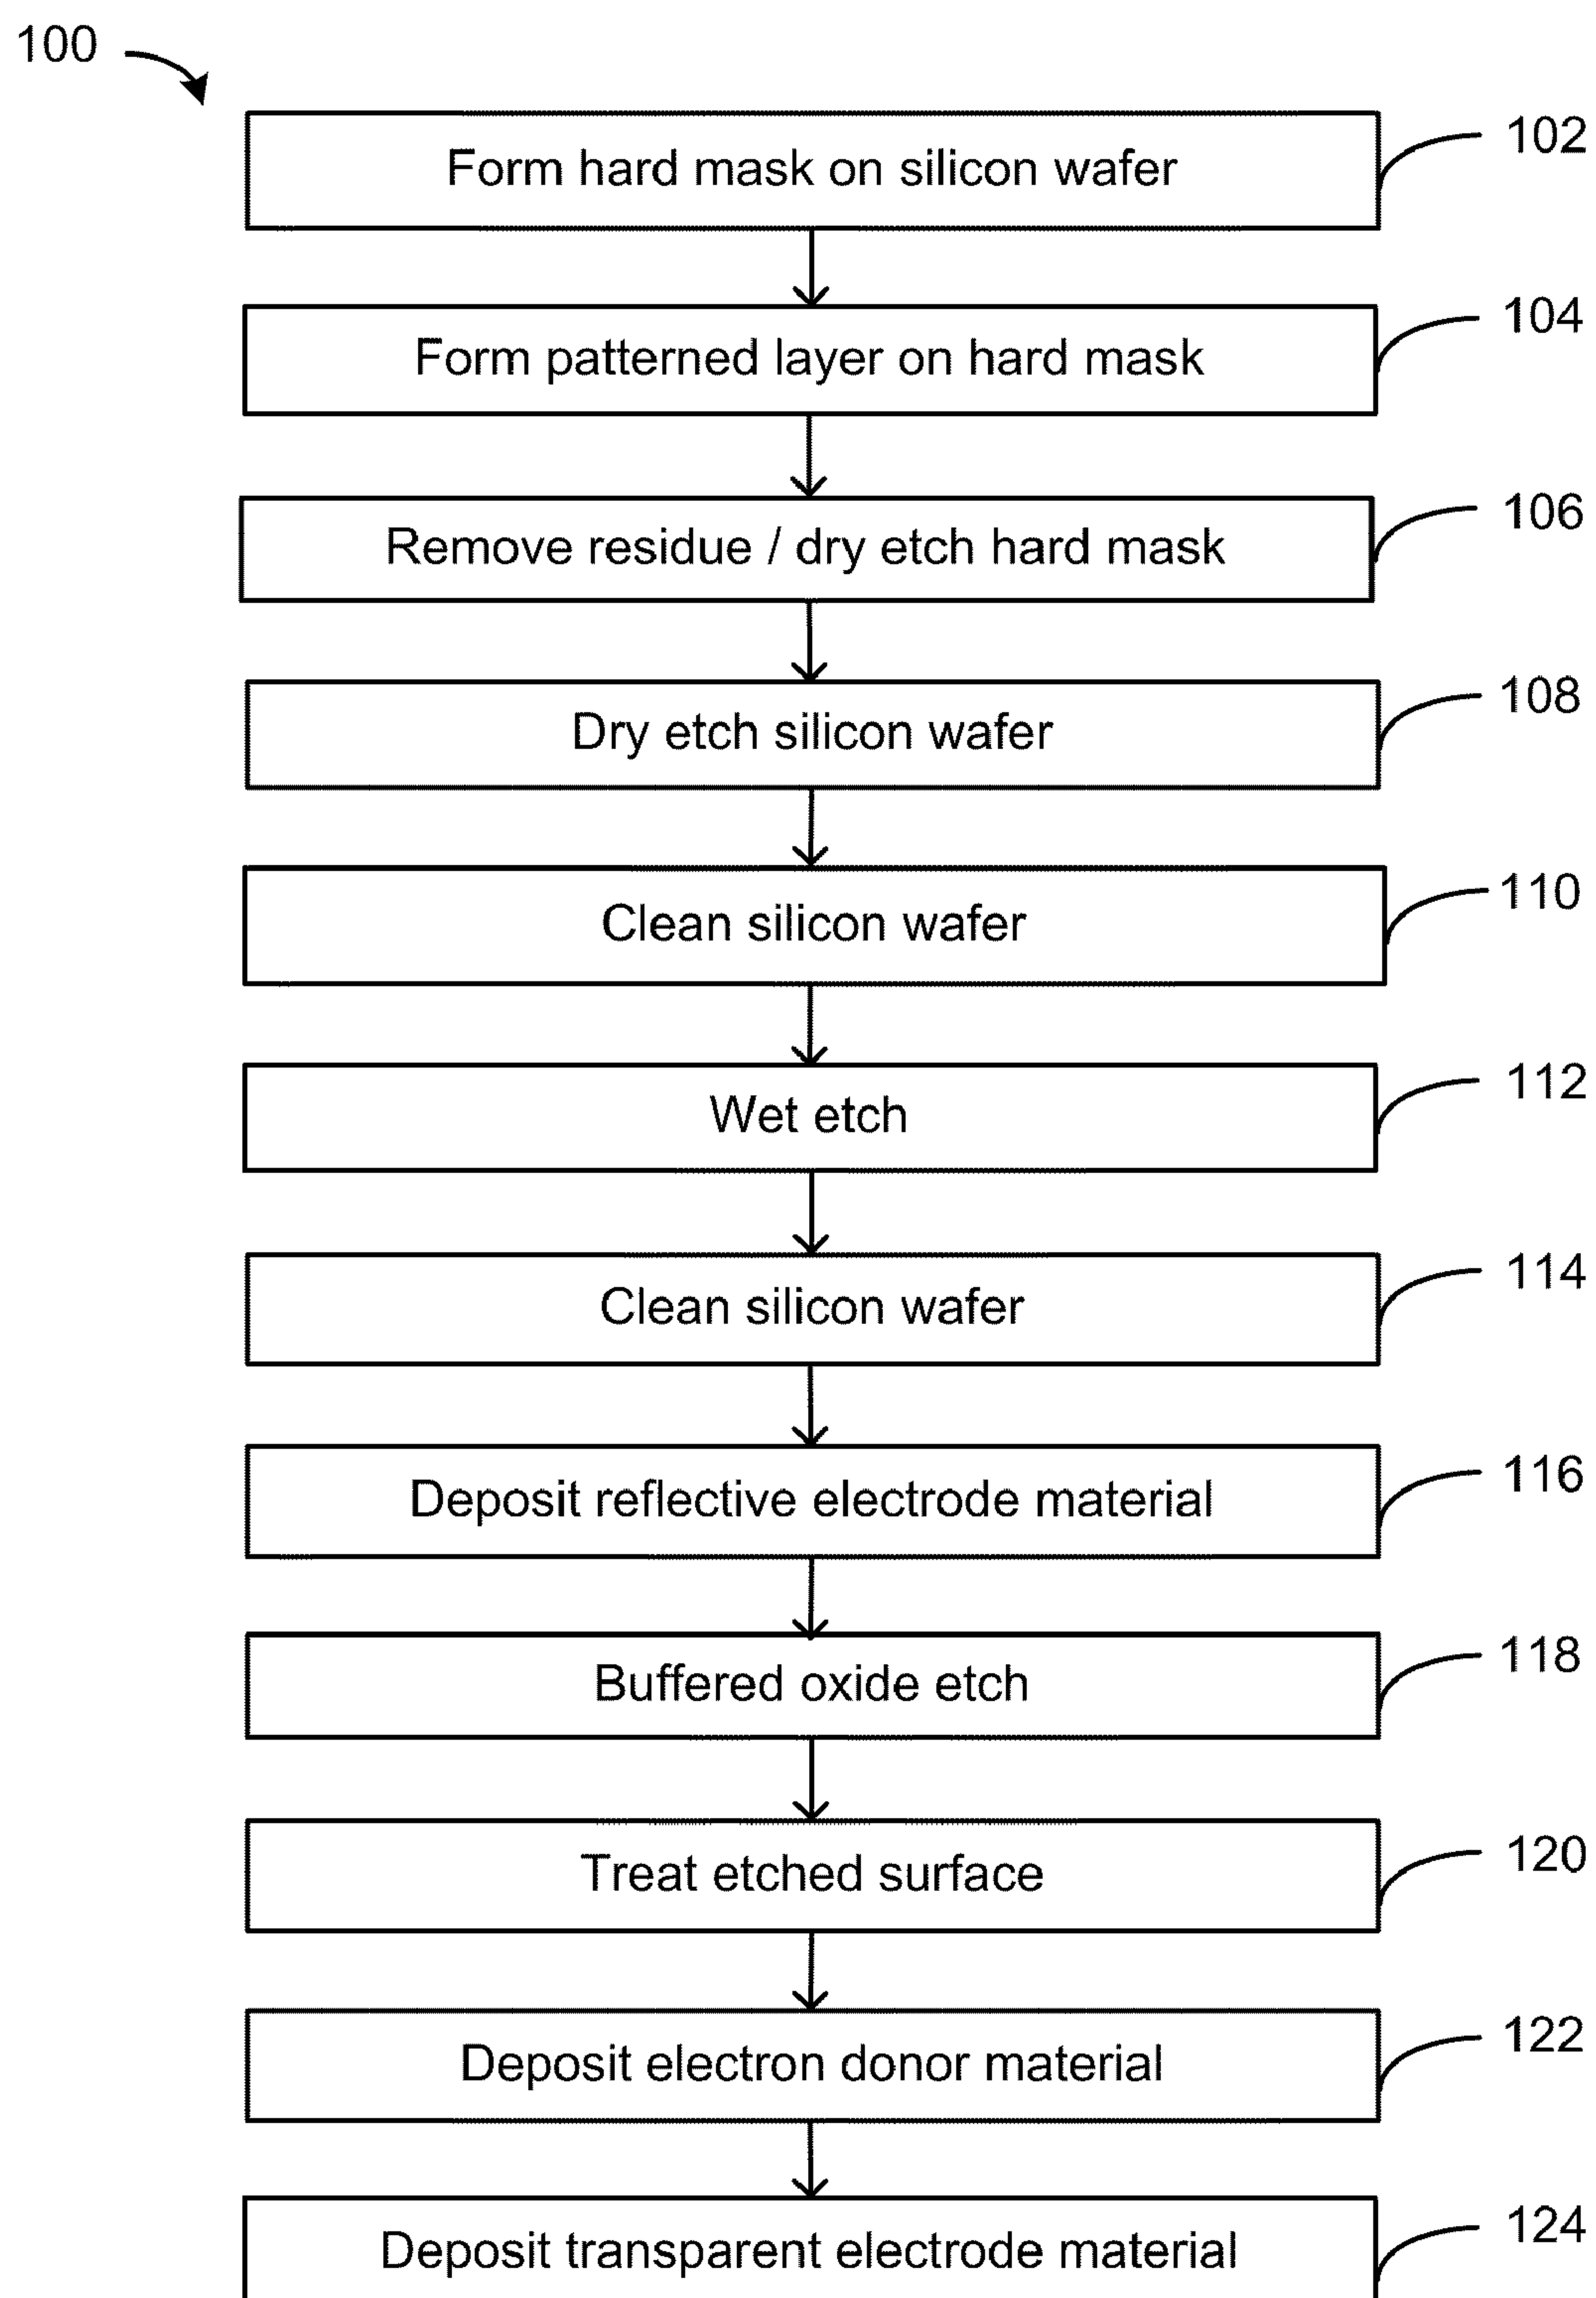 100
Form hard mask on silicon wafer 102
Form patterned layer on hard mask 104
Remove residue / dry etch hard mask 106
Dry etch silicon wafer 108
Clean silicon wafer 110
Wet etch 112
Clean silicon wafer 114
Deposit reflective electrode material 116
Buffered oxide etch 118
Treat etched surface 120
Deposit electron donor material 122
Deposit transparent electrode material 124